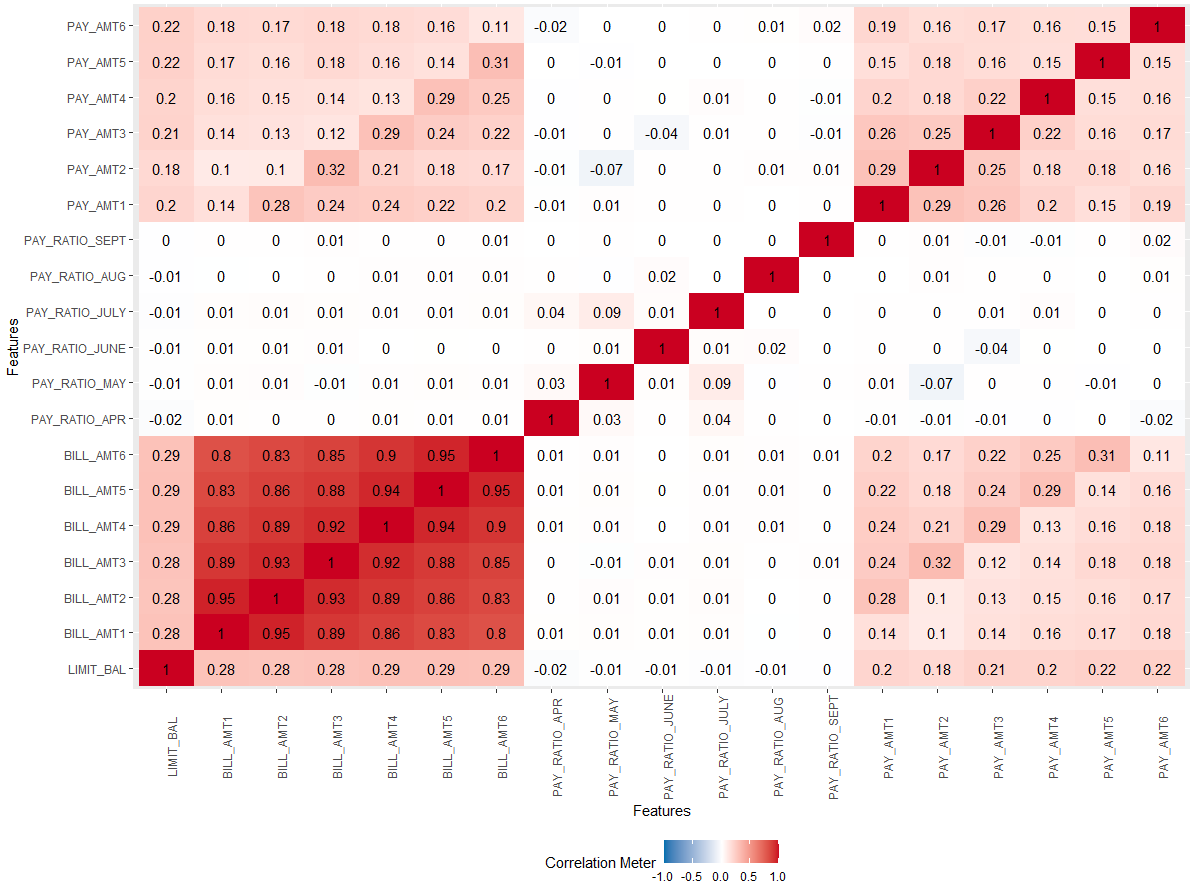 PAY_AMT6 0.22 0.18 0.17 0.18 0.18 0.16 0.11 -0.02 0 0 0 0.01 0.02 0.19 0.16 0.17 0.16 0.15 1
PAY_AMT5 0.22 0.17 0.16 0.18 0.16 0.14 0.31 0 -0.01 0 0 0 0 0.15 0.18 0.16 0.15 1 0.15
PAY_AMT4 0.2 0.16 0.15 0.14 0.13 0.29 0.25 0 0 0 0.01 0 -0.01 0.2 0.18 0.22 1 0.15 0.16
PAY_AMT3 0.21 0.14 0.13 0.12 0.29 0.24 0.22 -0.01 0 -0.04 0.01 0 -0.01 0.26 0.25 1 0.22 0.16 0.17
PAY_AMT2 0.18 0.1 0.1 0.32 0.21 0.18 0.17 -0.01 -0.07 0 0 0.01 0.01 0.29 1 0.25 0.18 0.18 0.16
PAY_AMT1 0.2 0.14 0.28 0.24 0.24 0.22 0.2 -0.01 0.01 0 0 0 0 1 0.29 0.26 0.2 0.15 0.19
PAY_RATIO_SEPT 0 0 0 0.01 0 0 0.01 0 0 0 0 0 1 0 0.01 -0.01 -0.01 0 0.02
PAY_RATIO_AUG -0.01 0 0 0 0.01 0.01 0.01 0 0 0.02 0 1 0 0 0.01 0 0 0 0.01
PAY_RATIO_JULY -0.01 0.01 0.01 0.01 0.01 0.01 0.01 0.04 0.09 0.01 1 0 0 0 0 0.01 0.01 0 0
PAY_RATIO_JUNE -0.01 0.01 0.01 0.01 0 0 0 0 0.01 1 0.01 0.02 0 0 0 -0.04 0 0 0
PAY_RATIO_MAY -0.01 0.01 0.01 -0.01 0.01 0.01 0.01 0.03 1 0.01 0.09 0 0 0.01 -0.07 0 0 -0.01 0
PAY_RATIO_APR -0.02 0.01 0 0 0.01 0.01 0.01 1 0.03 0 0.04 0 0 -0.01 -0.01 -0.01 0 0 -0.02
BILL_AMT6 0.29 0.8 0.83 0.85 0.9 0.95 1 0.01 0.01 0 0.01 0.01 0.01 0.2 0.17 0.22 0.25 0.31 0.11
BILL_AMT5 0.29 0.83 0.86 0.88 0.94 1 0.95 0.01 0.01 0 0.01 0.01 0 0.22 0.18 0.24 0.29 0.14 0.16
BILL_AMT4 0.29 0.86 0.89 0.92 1 0.94 0.9 0.01 0.01 0 0.01 0.01 0 0.24 0.21 0.29 0.13 0.16 0.18
BILL_AMT3 0.28 0.89 0.93 1 0.92 0.88 0.85 0 -0.01 0.01 0.01 0 0.01 0.24 0.32 0.12 0.14 0.18 0.18
BILL_AMT2 0.28 0.95 1 0.93 0.89 0.86 0.83 0 0.01 0.01 0.01 0 0 0.28 0.1 0.13 0.15 0.16 0.17
BILL_AMT1 0.28 1 0.95 0.89 0.86 0.83 0.8 0.01 0.01 0.01 0.01 0 0 0.14 0.1 0.14 0.16 0.17 0.18
LIMIT_BAL 1 0.28 0.28 0.28 0.29 0.29 0.29 -0.02 -0.01 -0.01 -0.01 -0.01 0 0.2 0.18 0.21 0.2 0.22 0.22
Features
LIMIT_BAL BILL_AMT1 BILL_AMT2 BILL_AMT3 BILL_AMT4 BILL_AMT5 BILL_AMT6 PAY_RATIO_APR PAY_RATIO_MAY PAY_RATIO_JUNE PAY_RATIO_JULY PAY_RATIO_AUG PAY_RATIO_SEPT PAY_AMT1 PAY_AMT2 PAY_AMT3 PAY_AMT4 PAY_AMT5 PAY_AMT6
Features
Correlation Meter
-1.0 -0.5 0.0 0.5 1.0